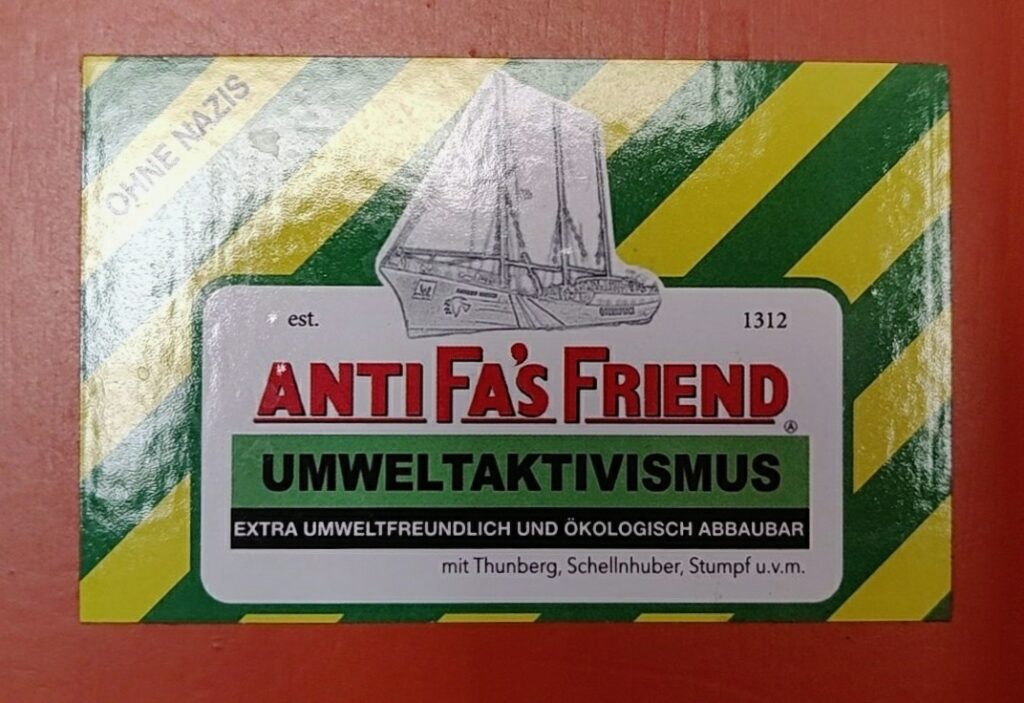 OHNE NAZIS
est. 1312
ANTI FA'S FRIEND
Ⓐ
UMWELTAKTIVISMUS
EXTRA UMWELTFREUNDLICH UND ÖKOLOGISCH ABBAUBAR
mit Thunberg, Schellnhuber, Stumpf u.v.m.